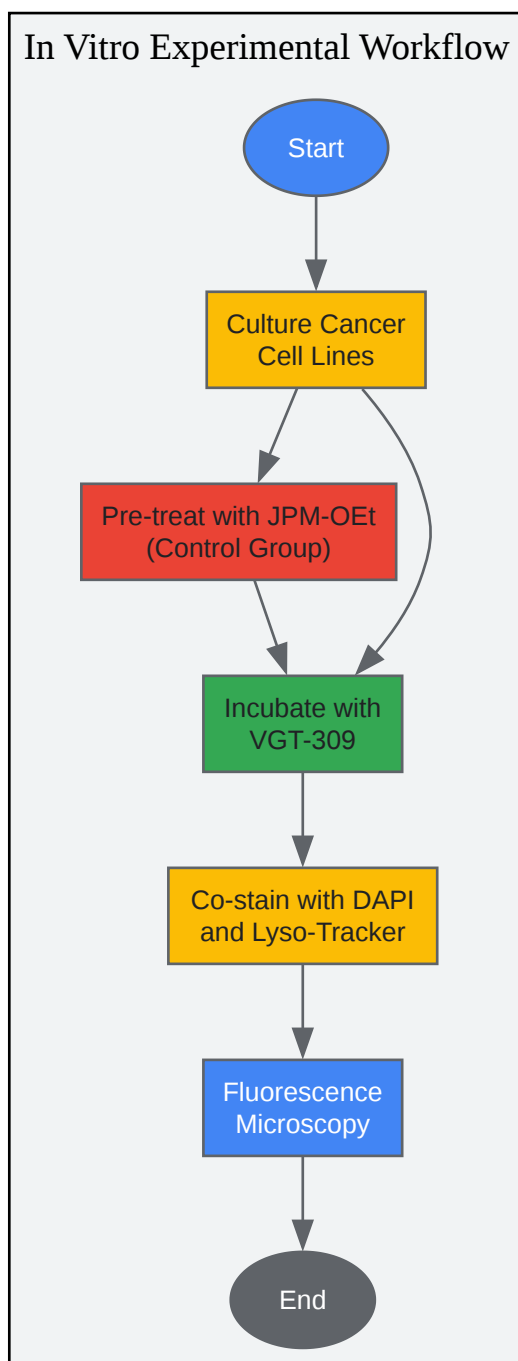 In Vitro Experimental Workflow
Start
Culture Cancer
Cell Lines
Pre-treat with JPM-OEt
(Control Group)
Incubate with
VGT-309
Co-stain with DAPI
and Lyso-Tracker
Fluorescence
Microscopy
End